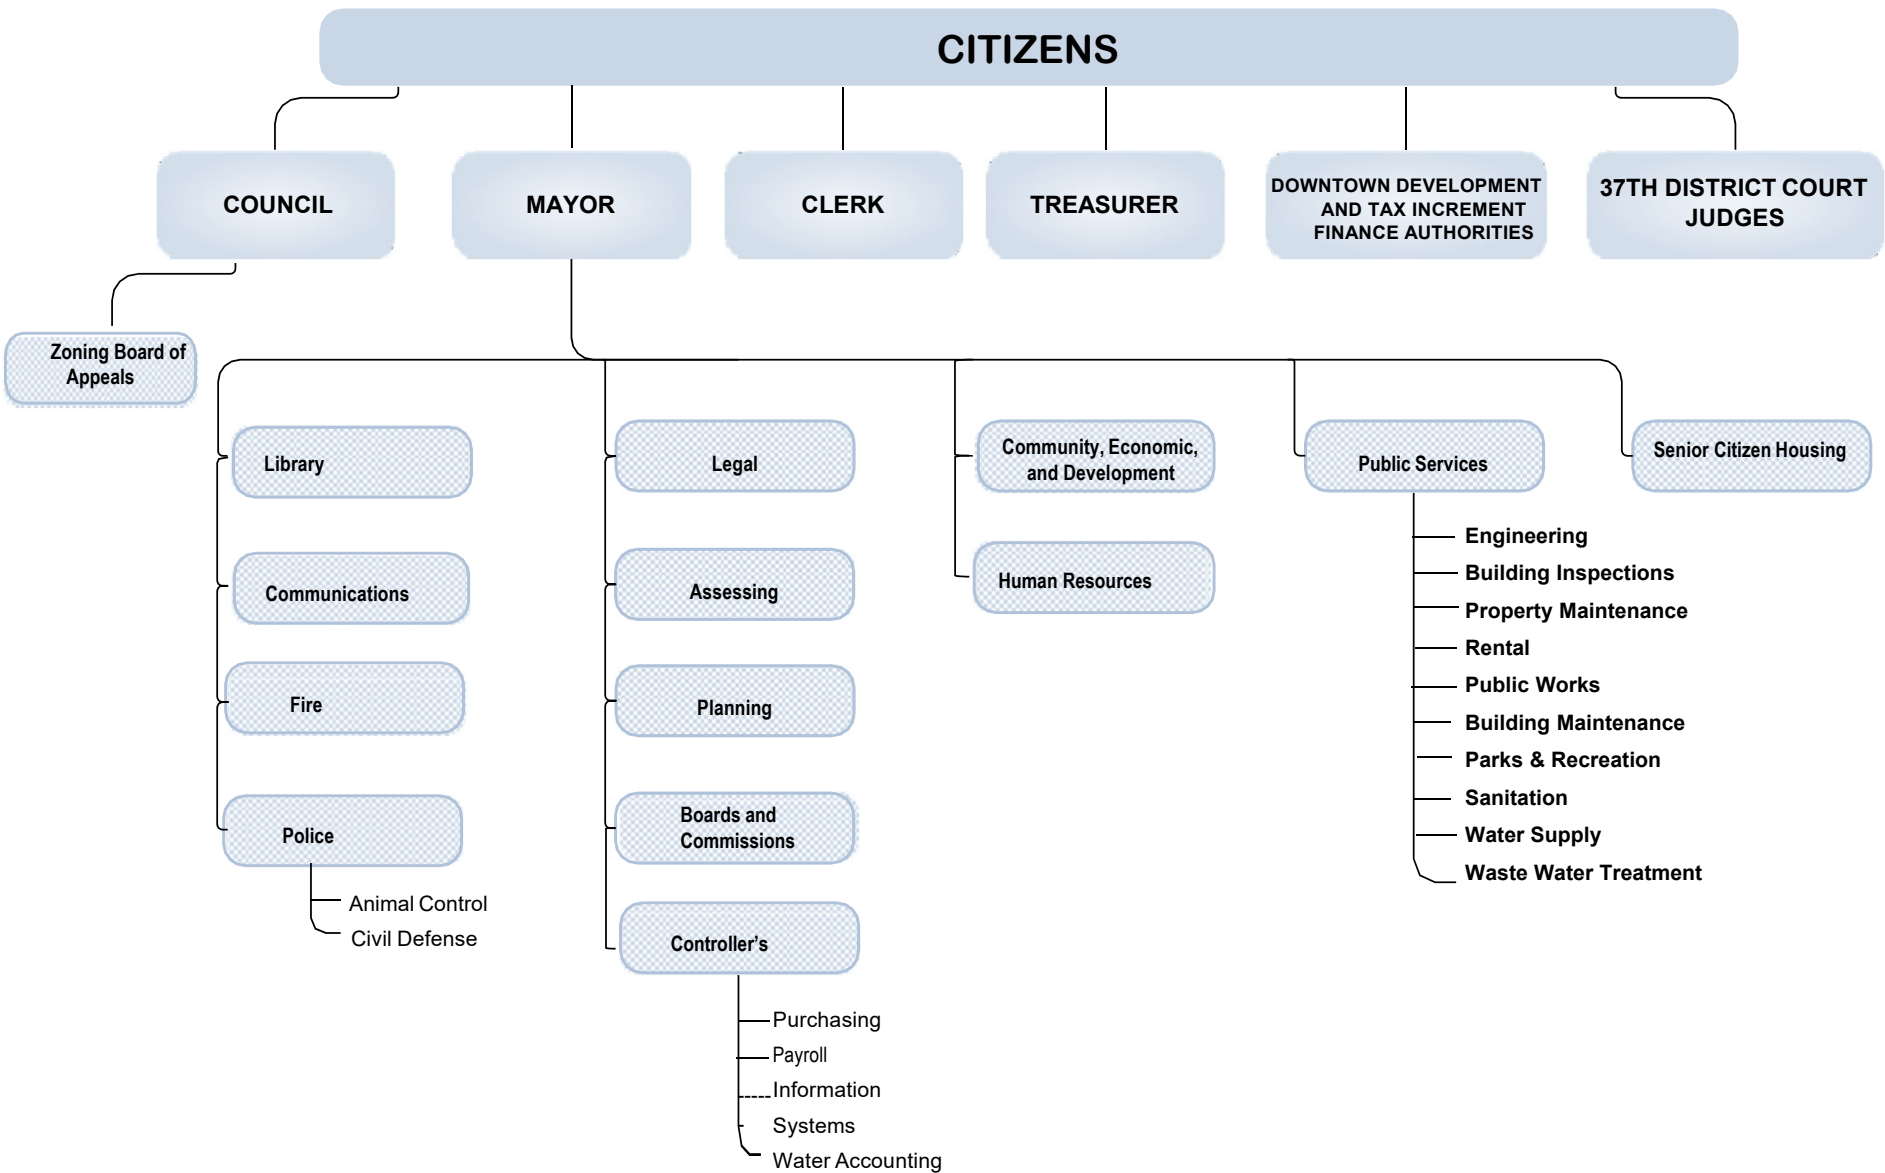 CITIZENS
COUNCIL
MAYOR
CLERK
TREASURER
DOWNTOWN DEVELOPMENT
AND TAX INCREMENT
FINANCE AUTHORITIES
37TH DISTRICT COURT
JUDGES
Zoning Board of
Appeals
Library
Communications
Fire
Police
Animal Control
Civil Defense
Legal
Assessing
Planning
Boards and
Commissions
Controller’s
Purchasing
Payroll
Information
Systems
Water Accounting
Community, Economic,
and Development
Human Resources
Public Services
Engineering
Building Inspections
Property Maintenance
Rental
Public Works
Building Maintenance
Parks & Recreation
Sanitation
Water Supply
Waste Water Treatment
Senior Citizen Housing